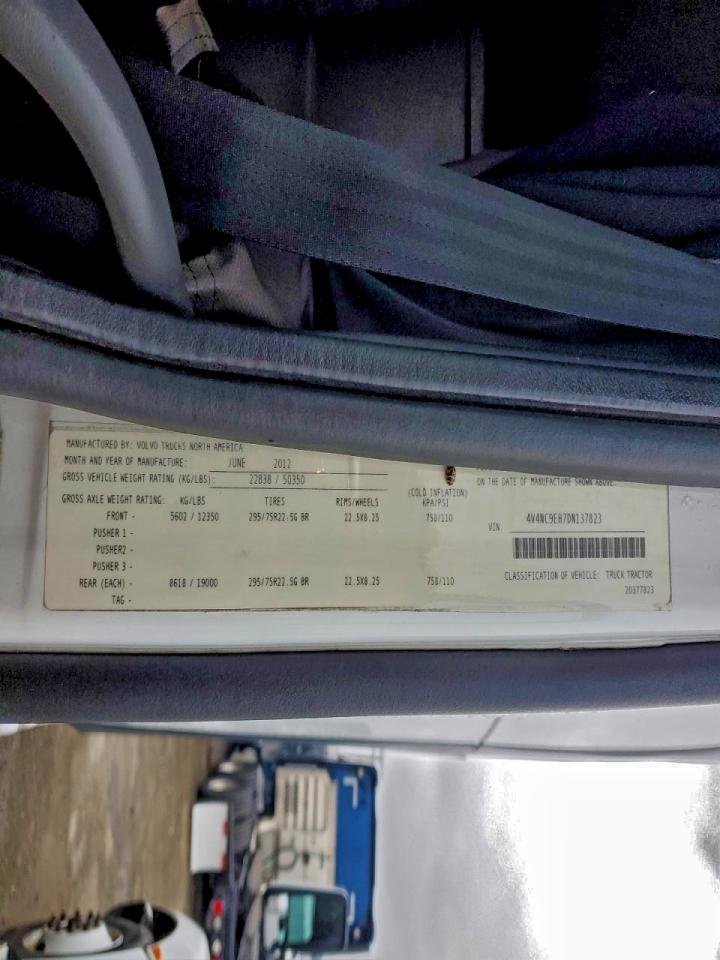 MANUFACTURED BY: VOLVO TRUCKS NORTH AMERICA
MONTH AND YEAR OF MANUFACTURE: JUNE 2012
GROSS VEHICLE WEIGHT RATING (KG/LBS): 22838 / 50350
GROSS AXLE WEIGHT RATING: KG/LBS TIRES RIMS/WHEELS (COLD INFLATION) KPA/PSI
FRONT - 5602 / 12350 295/75R22.5G BR 22.5X8.25 758/110
PUSHER 1 -
PUSHER2 -
PUSHER 3 -
REAR (EACH) - 8618 / 19000 295/75R22.5G BR 22.5X8.25 758/110
TAG -
ON THE DATE OF MANUFACTURE SHOWN ABOVE.
VIN 4V4NC9EH7DN137823
CLASSIFICATION OF VEHICLE: TRUCK TRACTOR
20377823